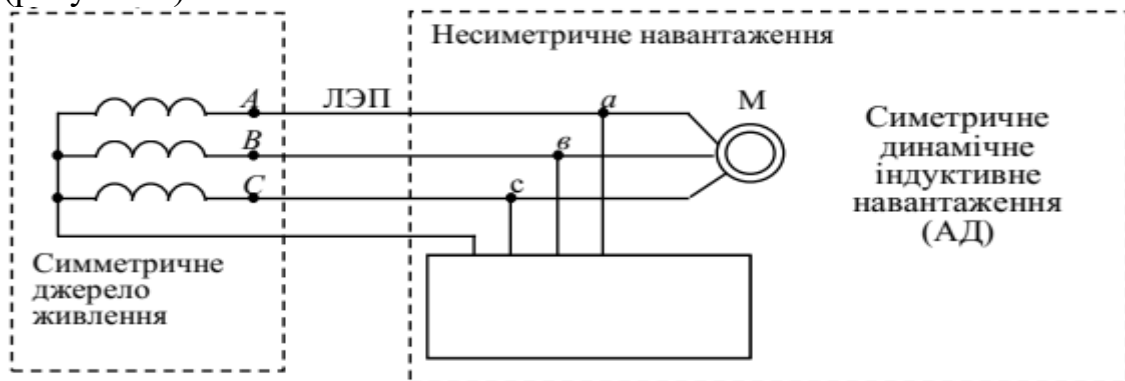 Несиметричне навантаження
A
ЛЭП
a
М
B
в
C
с
Симетричне
динамічне
індуктивне
навантаження
(АД)
Симметричне
джерело
живлення